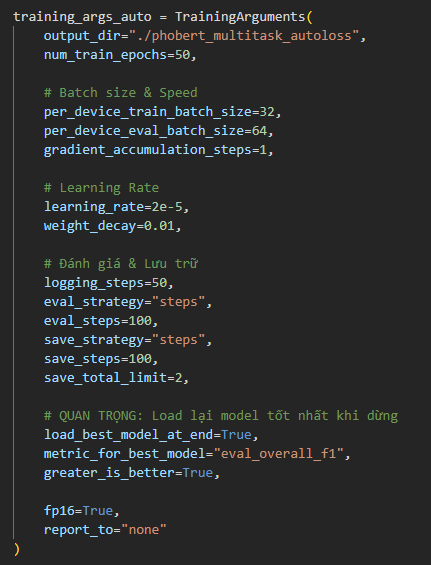 training_args_auto = TrainingArguments(
    output_dir="./phobert_multitask_autoloss",
    num_train_epochs=50,

    # Batch size & Speed
    per_device_train_batch_size=32,
    per_device_eval_batch_size=64,
    gradient_accumulation_steps=1,

    # Learning Rate
    learning_rate=2e-5,
    weight_decay=0.01,

    # Đánh giá & Lưu trữ
    logging_steps=50,
    eval_strategy="steps",
    eval_steps=100,
    save_strategy="steps",
    save_steps=100,
    save_total_limit=2,

    # QUAN TRỌNG: Load lại model tốt nhất khi dừng
    load_best_model_at_end=True,
    metric_for_best_model="eval_overall_f1",
    greater_is_better=True,

    fp16=True,
    report_to="none"
)